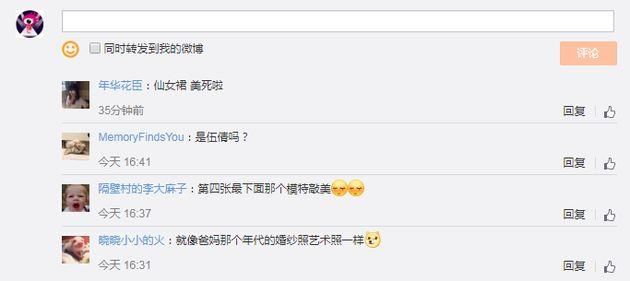 同时转发到我的微博
评论
年华花臣：仙女裙 美死啦
35分钟前
回复
MemoryFindsYou：是伍倩吗？
今天 16:41
回复
隔壁村的李大麻子：第四张最下面那个模特敲美
今天 16:37
回复
晓晓小小的火：就像爸妈那个年代的婚纱照艺术照一样
今天 16:31
回复